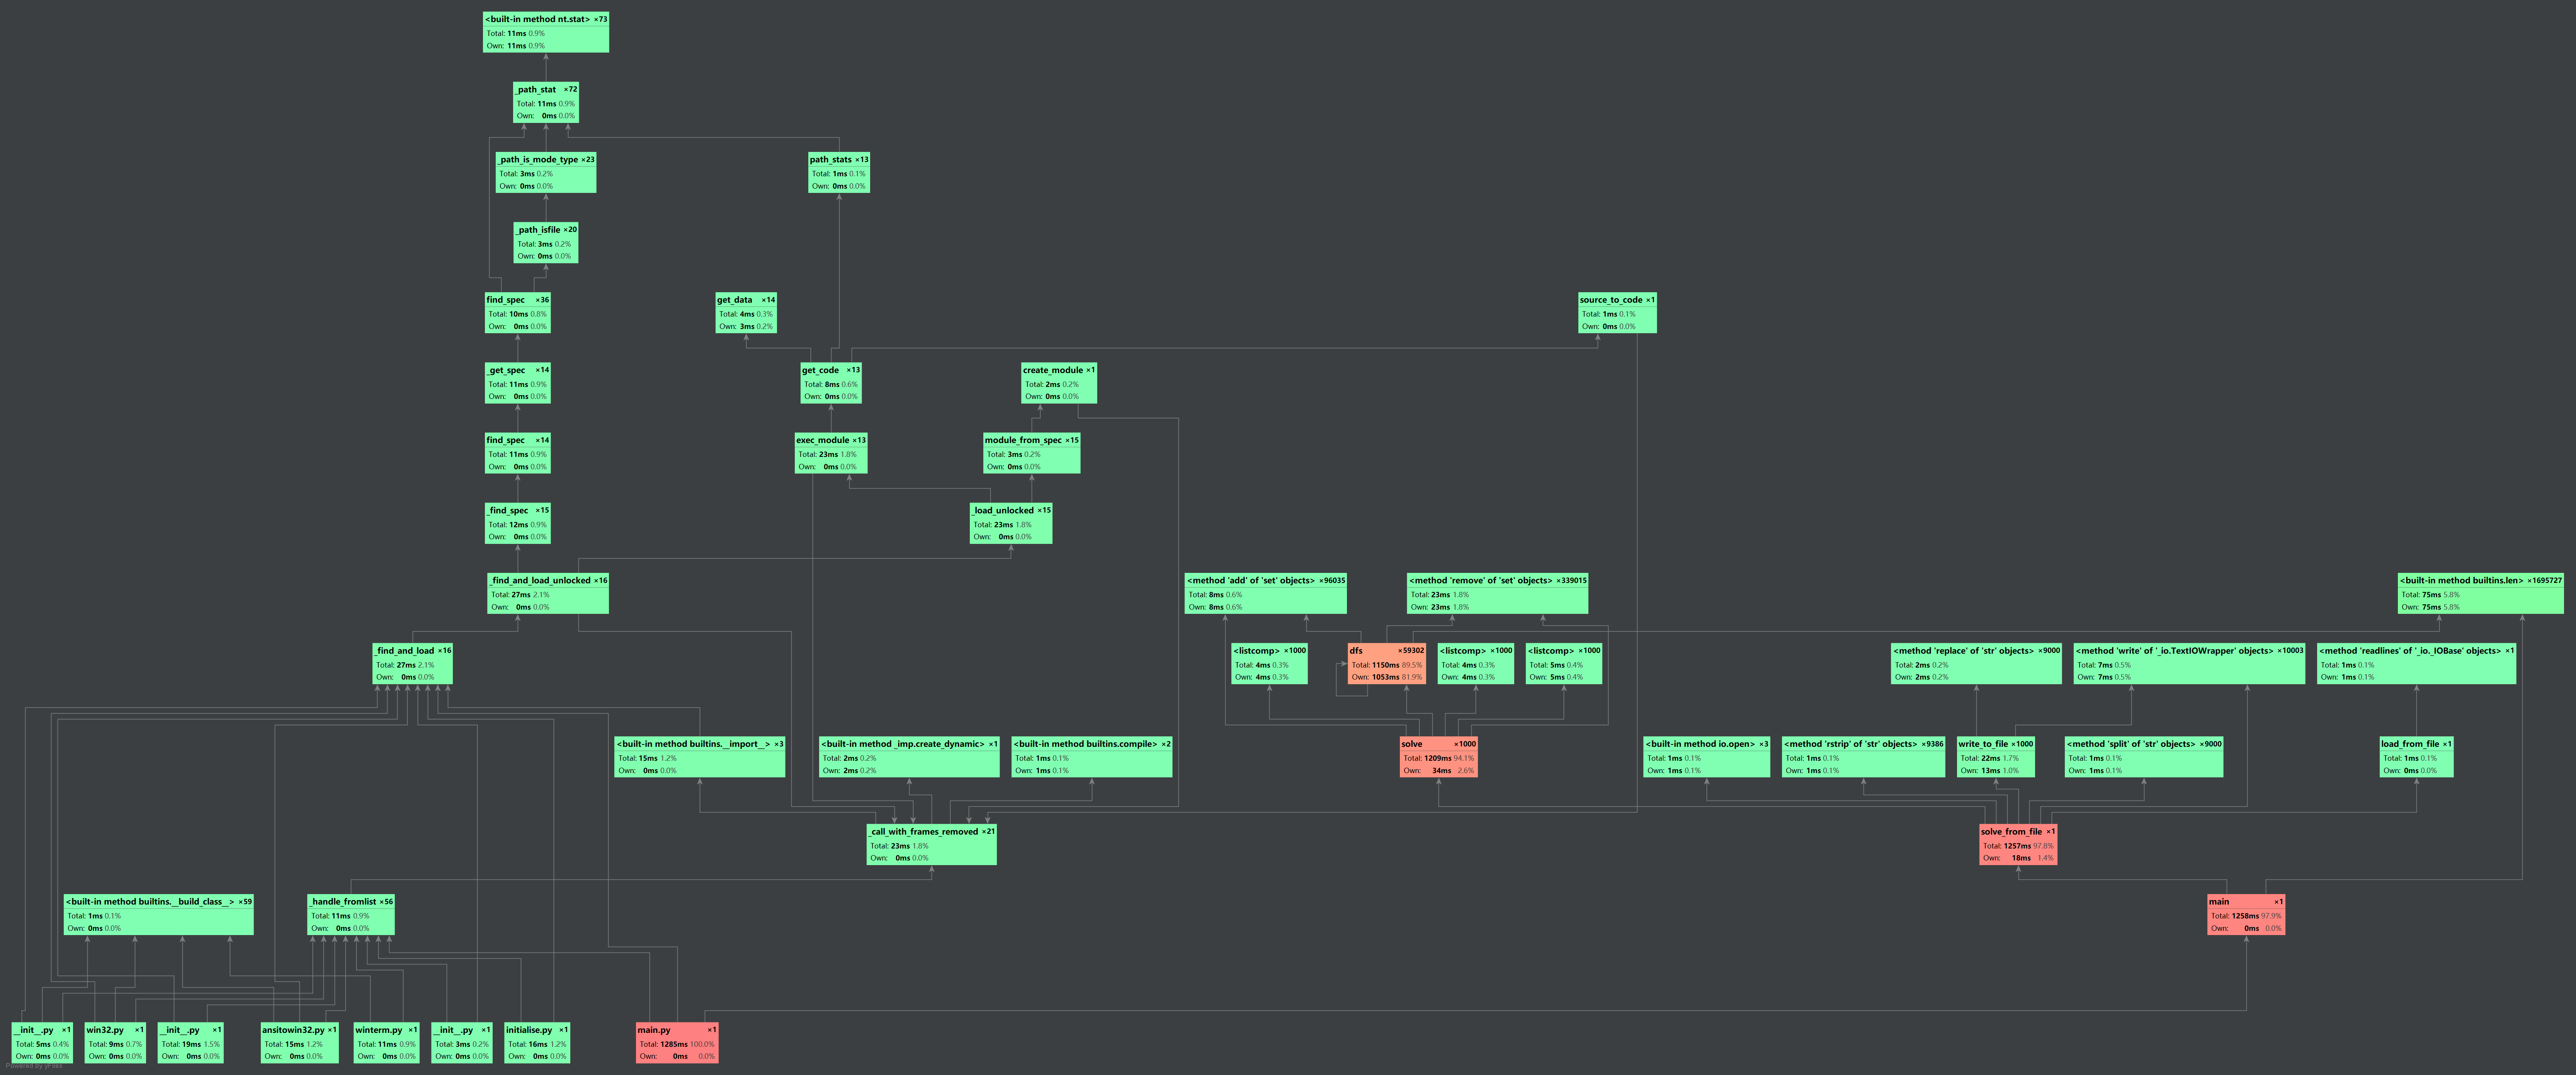 <built-in method nt.stat> ×73
Total: 11ms 0.9%
Own: 11ms 0.9%
_path_stat ×72
Total: 11ms 0.9%
Own: 0ms 0.0%
_path_is_mode_type ×23
Total: 3ms 0.2%
Own: 0ms 0.0%
path_stats ×13
Total: 1ms 0.1%
Own: 0ms 0.0%
_path_isfile ×20
Total: 3ms 0.2%
Own: 0ms 0.0%
find_spec ×36
Total: 10ms 0.8%
Own: 0ms 0.0%
get_data ×14
Total: 4ms 0.3%
Own: 3ms 0.2%
source_to_code ×1
Total: 1ms 0.1%
Own: 0ms 0.0%
_get_spec ×14
Total: 11ms 0.9%
Own: 0ms 0.0%
get_code ×13
Total: 8ms 0.6%
Own: 0ms 0.0%
create_module ×1
Total: 2ms 0.2%
Own: 0ms 0.0%
find_spec ×14
Total: 11ms 0.9%
Own: 0ms 0.0%
exec_module ×13
Total: 23ms 1.8%
Own: 0ms 0.0%
module_from_spec ×15
Total: 3ms 0.2%
Own: 0ms 0.0%
_find_spec ×15
Total: 12ms 0.9%
Own: 0ms 0.0%
_load_unlocked ×15
Total: 23ms 1.8%
Own: 0ms 0.0%
_find_and_load_unlocked ×16
Total: 27ms 2.1%
Own: 0ms 0.0%
<method 'add' of 'set' objects> ×96035
Total: 8ms 0.6%
Own: 8ms 0.6%
<method 'remove' of 'set' objects> ×339015
Total: 23ms 1.8%
Own: 23ms 1.8%
<built-in method builtins.len> ×1695727
Total: 75ms 5.8%
Own: 75ms 5.8%
_find_and_load ×16
Total: 27ms 2.1%
Own: 0ms 0.0%
<listcomp> ×1000
Total: 4ms 0.3%
Own: 4ms 0.3%
dfs ×59302
Total: 1150ms 89.5%
Own: 1053ms 81.9%
<listcomp> ×1000
Total: 4ms 0.3%
Own: 4ms 0.3%
<listcomp> ×1000
Total: 5ms 0.4%
Own: 5ms 0.4%
<method 'replace' of 'str' objects> ×9000
Total: 2ms 0.2%
Own: 2ms 0.2%
<method 'write' of '_io.TextIOWrapper' objects> ×10003
Total: 7ms 0.5%
Own: 7ms 0.5%
<method 'readlines' of '_io._IOBase' objects> ×1
Total: 1ms 0.1%
Own: 1ms 0.1%
<built-in method builtins.__import__> ×3
Total: 15ms 1.2%
Own: 0ms 0.0%
<built-in method _imp.create_dynamic> ×1
Total: 2ms 0.2%
Own: 2ms 0.2%
<built-in method builtins.compile> ×2
Total: 1ms 0.1%
Own: 1ms 0.1%
solve ×1000
Total: 1209ms 94.1%
Own: 34ms 2.6%
<built-in method io.open> ×3
Total: 1ms 0.1%
Own: 1ms 0.1%
<method 'rstrip' of 'str' objects> ×9386
Total: 1ms 0.1%
Own: 1ms 0.1%
write_to_file ×1000
Total: 22ms 1.7%
Own: 13ms 1.0%
<method 'split' of 'str' objects> ×9000
Total: 1ms 0.1%
Own: 1ms 0.1%
load_from_file ×1
Total: 1ms 0.1%
Own: 0ms 0.0%
_call_with_frames_removed ×21
Total: 23ms 1.8%
Own: 0ms 0.0%
solve_from_file ×1
Total: 1257ms 97.8%
Own: 18ms 1.4%
<built-in method builtins.__build_class__> ×59
Total: 1ms 0.1%
Own: 0ms 0.0%
_handle_fromlist ×56
Total: 11ms 0.9%
Own: 0ms 0.0%
main ×1
Total: 1258ms 97.9%
Own: 0ms 0.0%
__init__.py ×1
Total: 5ms 0.4%
Own: 0ms 0.0%
win32.py ×1
Total: 9ms 0.7%
Own: 0ms 0.0%
__init__.py ×1
Total: 19ms 1.5%
Own: 0ms 0.0%
ansitowin32.py ×1
Total: 15ms 1.2%
Own: 0ms 0.0%
winterm.py ×1
Total: 11ms 0.9%
Own: 0ms 0.0%
__init__.py ×1
Total: 3ms 0.2%
Own: 0ms 0.0%
initialise.py ×1
Total: 16ms 1.2%
Own: 0ms 0.0%
main.py ×1
Total: 1285ms 100.0%
Own: 0ms 0.0%
Powered by yFiles